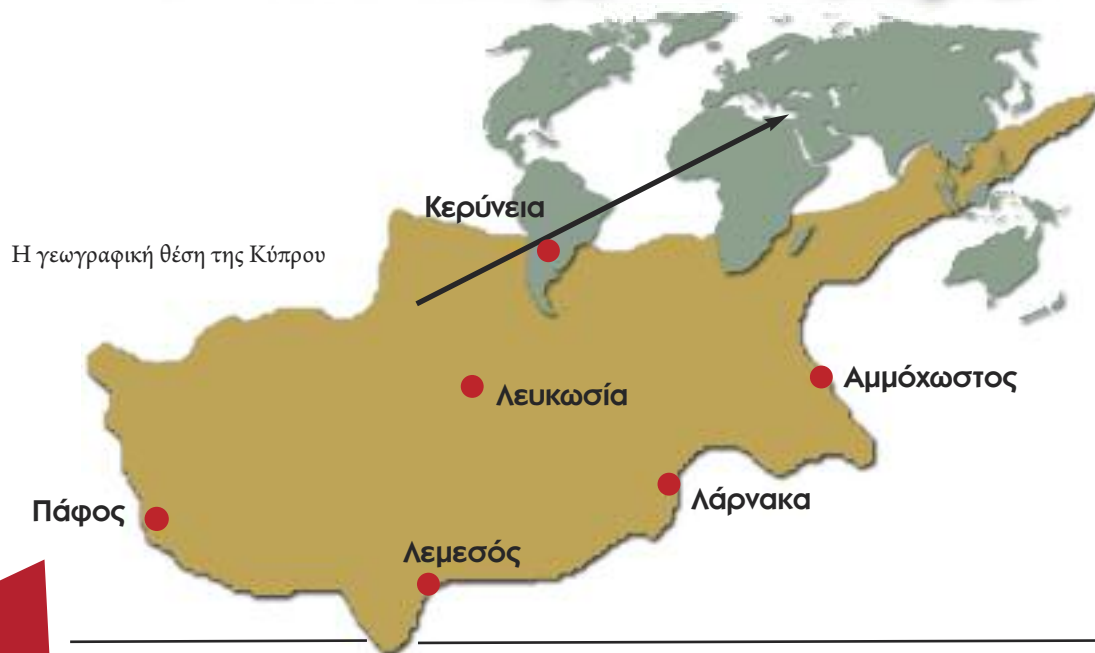 Κερύνεια
Η γεωγραφική θέση της Κύπρου
Λευκωσία
Αμμόχωστος
Λάρνακα
Πάφος
Λεμεσός